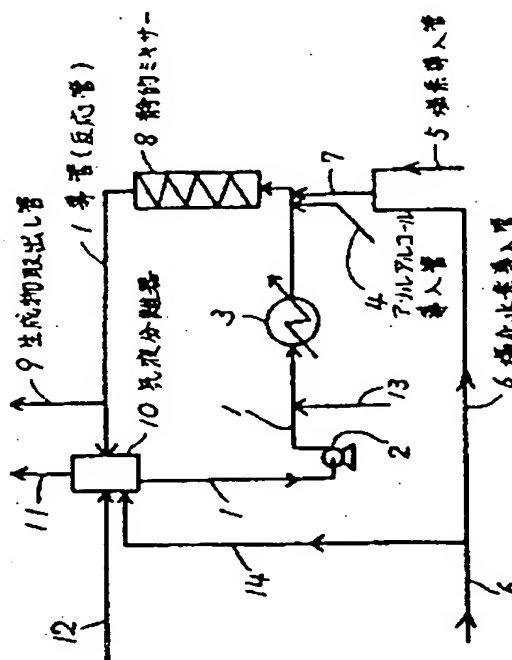 9 生成物取出し管
1 導管(反応管)
8 静的ミキサー
11
10 気液分離器
12
1
14
2
1
13
3
4
アリルアルコール
導入管
7
5 塩素導入管
6 塩化水素導入管
6